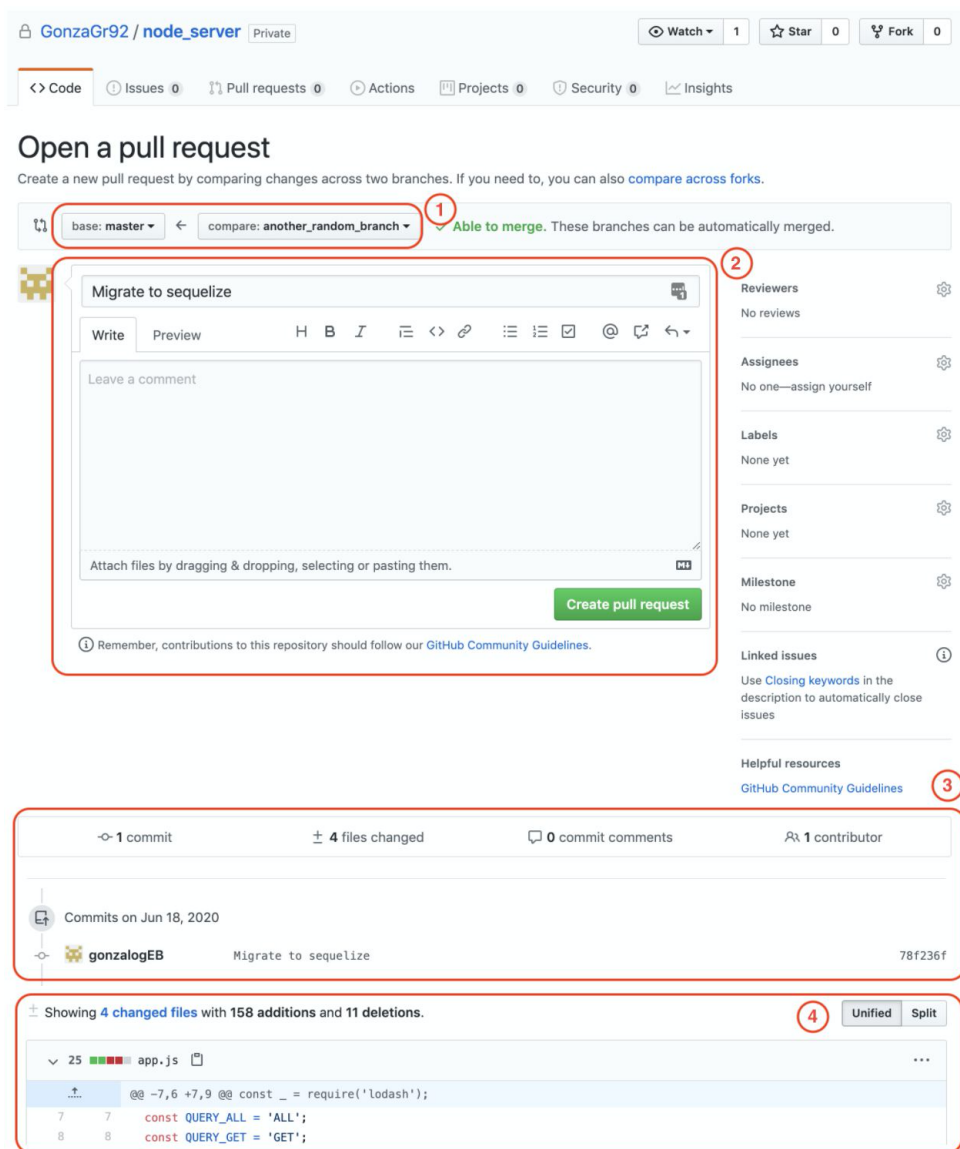 GonzaGr92 / node_server Private
Watch 1 Star 0 Fork 0
Code Issues 0 Pull requests 0 Actions Projects 0 Security 0 Insights
Open a pull request
Create a new pull request by comparing changes across two branches. If you need to, you can also compare across forks.
1
base: master ← compare: another_random_branch ✓ Able to merge. These branches can be automatically merged.
2
Migrate to sequelize
1
Write Preview H B I
Leave a comment
Attach files by dragging & dropping, selecting or pasting them.
Create pull request
Remember, contributions to this repository should follow our GitHub Community Guidelines.
Reviewers
No reviews
Assignees
No one—assign yourself
Labels
None yet
Projects
None yet
Milestone
No milestone
Linked issues
Use Closing keywords in the
description to automatically close
issues
Helpful resources
GitHub Community Guidelines
3
1 commit 4 files changed 0 commit comments 1 contributor
Commits on Jun 18, 2020
gonzalogEB Migrate to sequelize 78f236f
Showing 4 changed files with 158 additions and 11 deletions.
4
Unified Split
25 app.js ...
@@ -7,6 +7,9 @@ const _ = require('lodash');
7 7 const QUERY_ALL = 'ALL';
8 8 const QUERY_GET = 'GET';